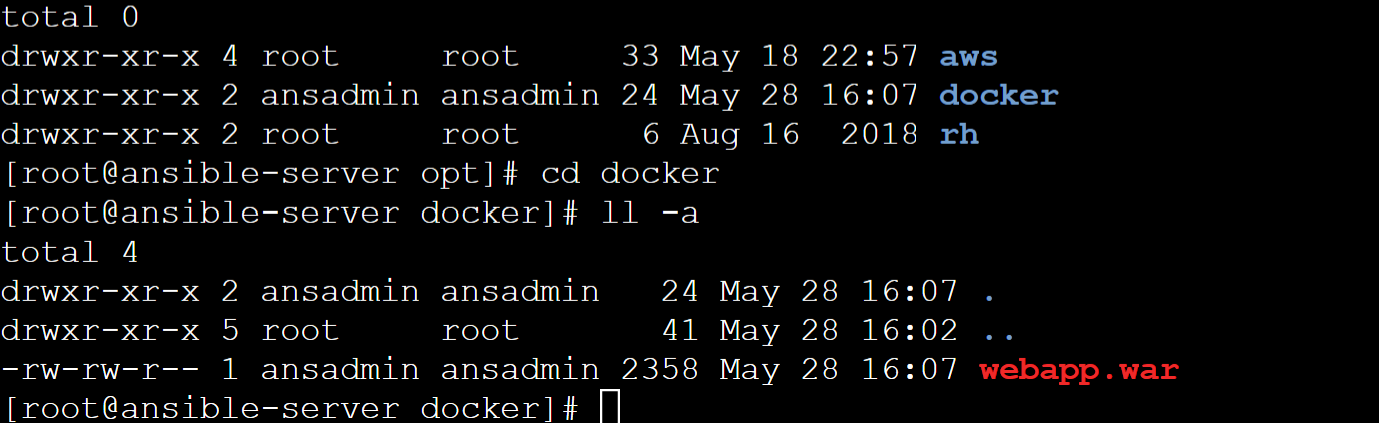 total 0
drwxr-xr-x 4 root     root     33 May 18 22:57 aws
drwxr-xr-x 2 ansadmin ansadmin 24 May 28 16:07 docker
drwxr-xr-x 2 root     root      6 Aug 16  2018 rh
[root@ansible-server opt]# cd docker
[root@ansible-server docker]# ll -a
total 4
drwxr-xr-x 2 ansadmin ansadmin   24 May 28 16:07 .
drwxr-xr-x 5 root     root       41 May 28 16:02 ..
-rw-rw-r-- 1 ansadmin ansadmin 2358 May 28 16:07 webapp.war
[root@ansible-server docker]#